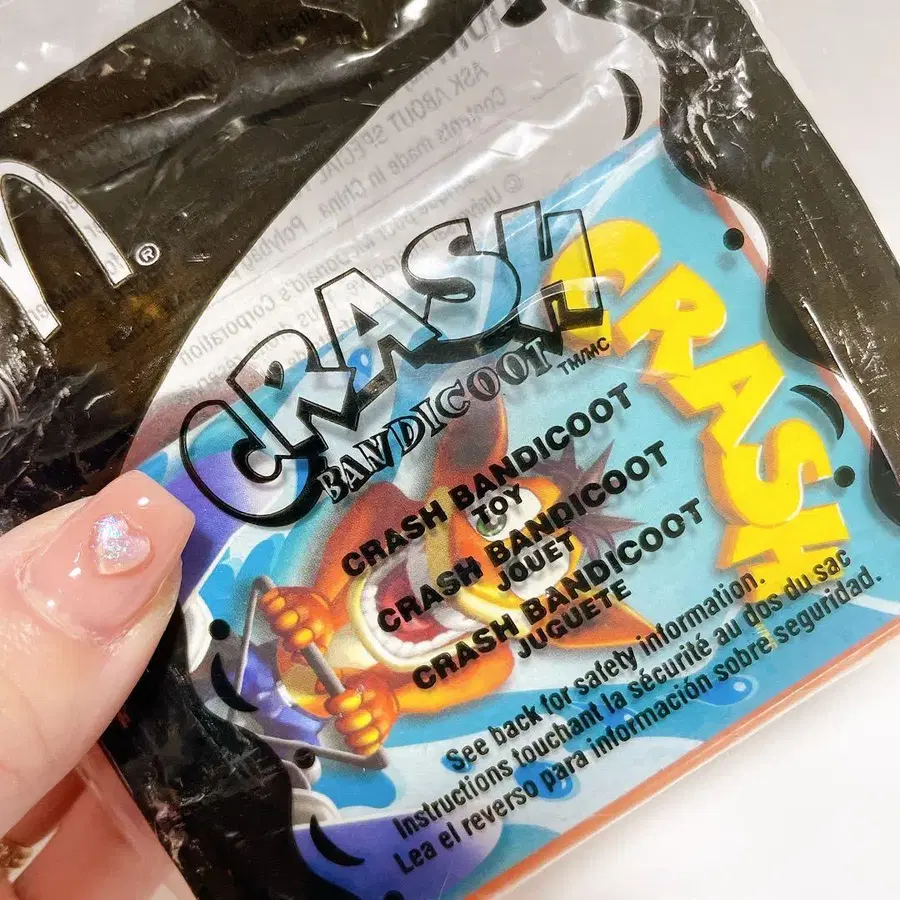 ®
CRASH
BANDICOOT
TM/MC
CRASH BANDICOOT
TOY
CRASH BANDICOOT
JOUET
CRASH BANDICOOT
JUGUETE
See back for safety information.
Instructions touchant la sécurité au dos du sac
Lea el reverso para información sobre seguridad.
CRASH
ASK ABOUT SPECIAL
Contents made in China
McDonald's Corporation